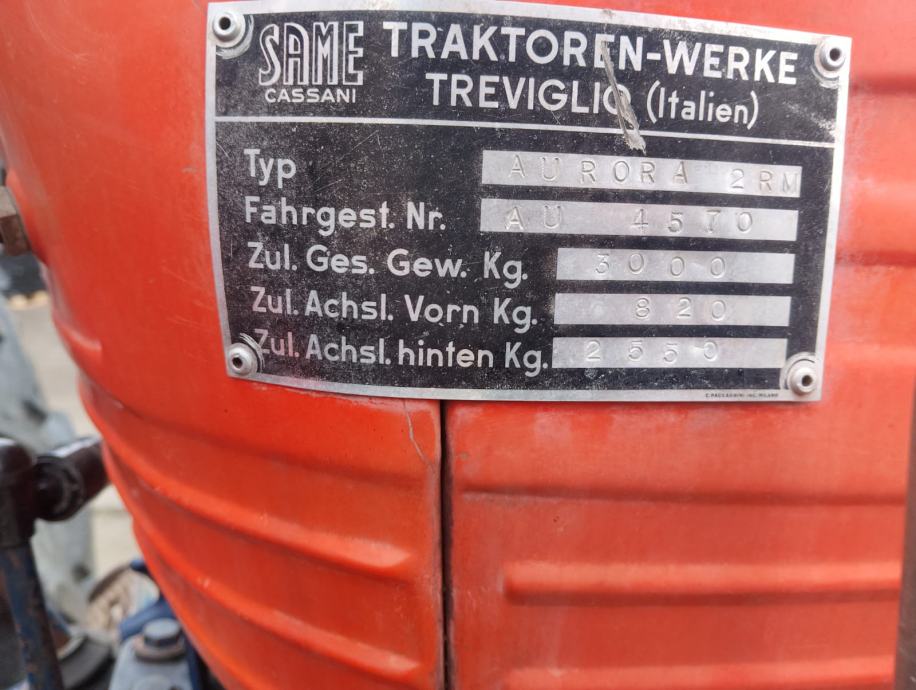 SAME
CASSANI
TRAKTOREN-WERKE
TREVIGLIO (Italien)
Typ AURORA 2RM
Fahrgest. Nr. AU 4570
Zul. Ges. Gew. Kg. 3000
Zul. Achsl. Vorn Kg. 820
Zul. Achsl. hinten Kg. 2550